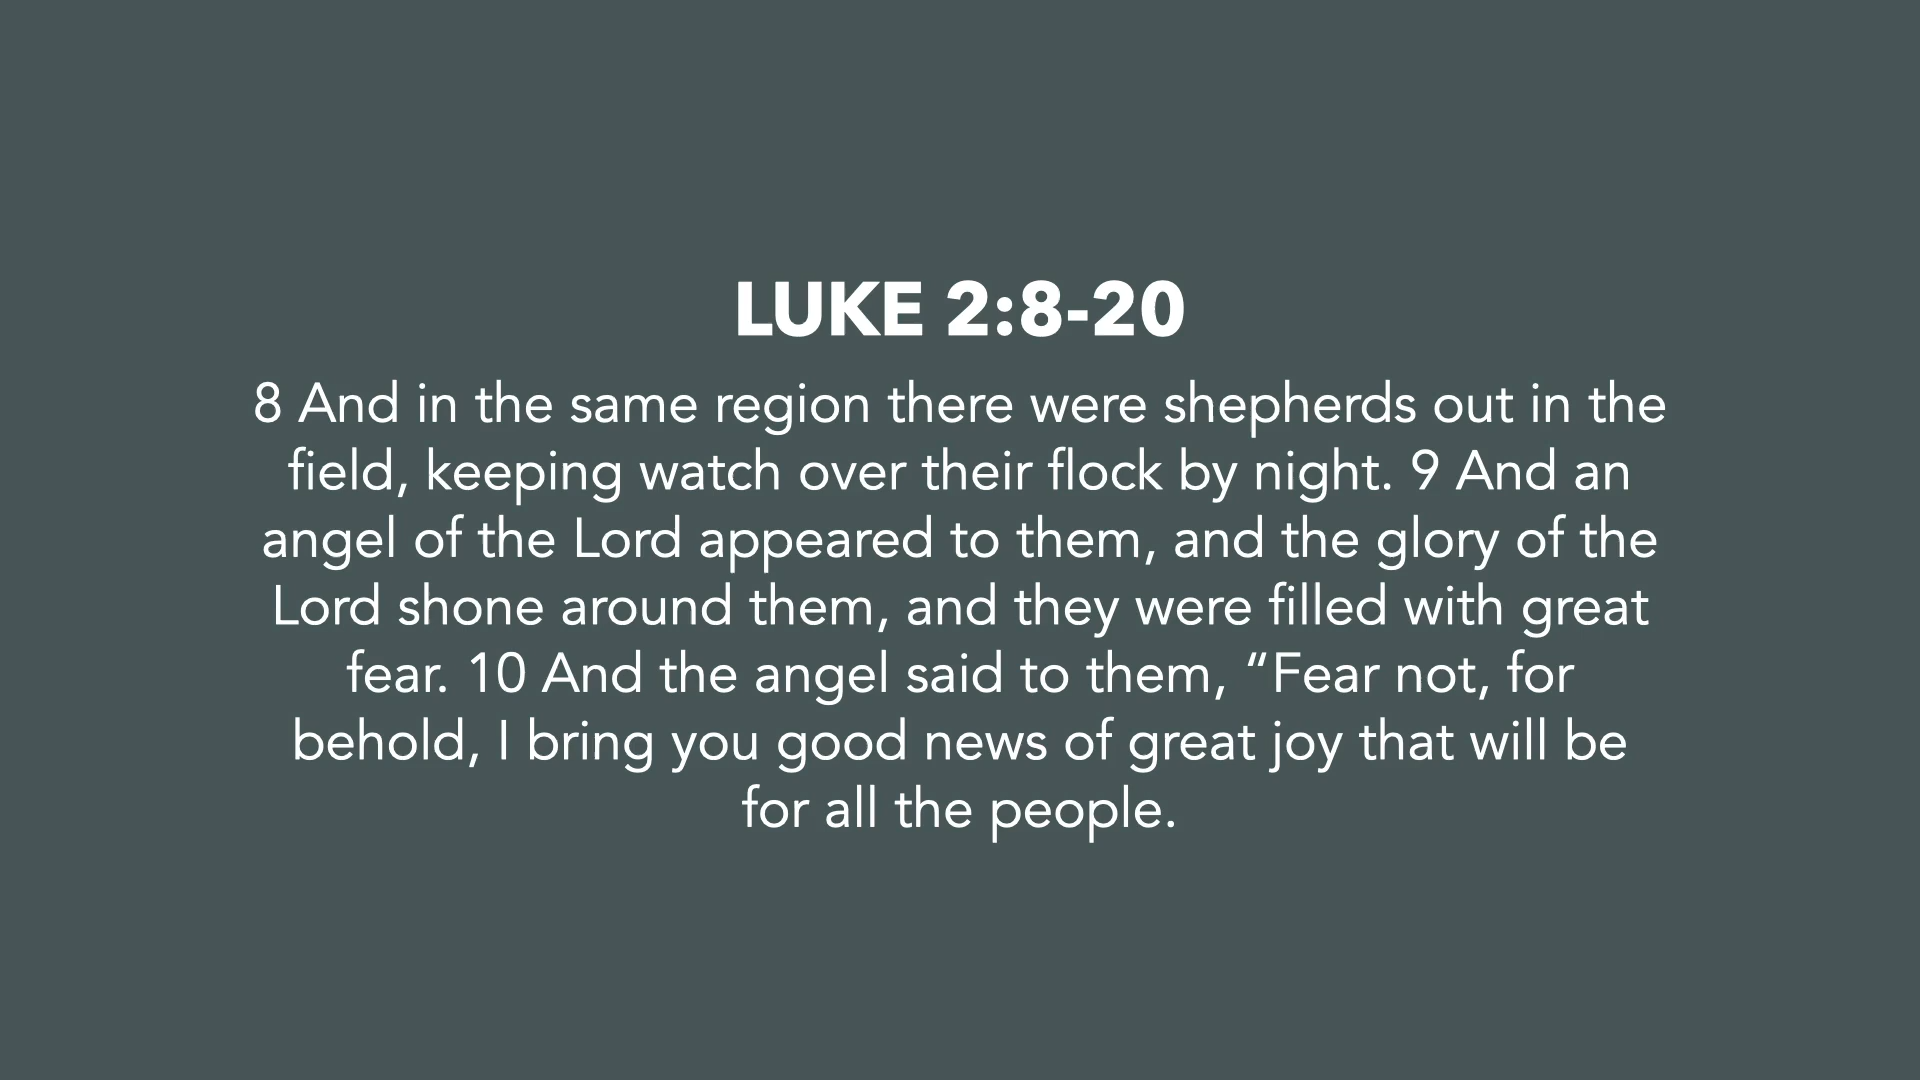 LUKE 2:8-20
8 And in the same region there were shepherds out in the
field, keeping watch over their flock by night. 9 And an
angel of the Lord appeared to them, and the glory of the
Lord shone around them, and they were filled with great
fear. 10 And the angel said to them, “Fear not, for
behold, I bring you good news of great joy that will be
for all the people.